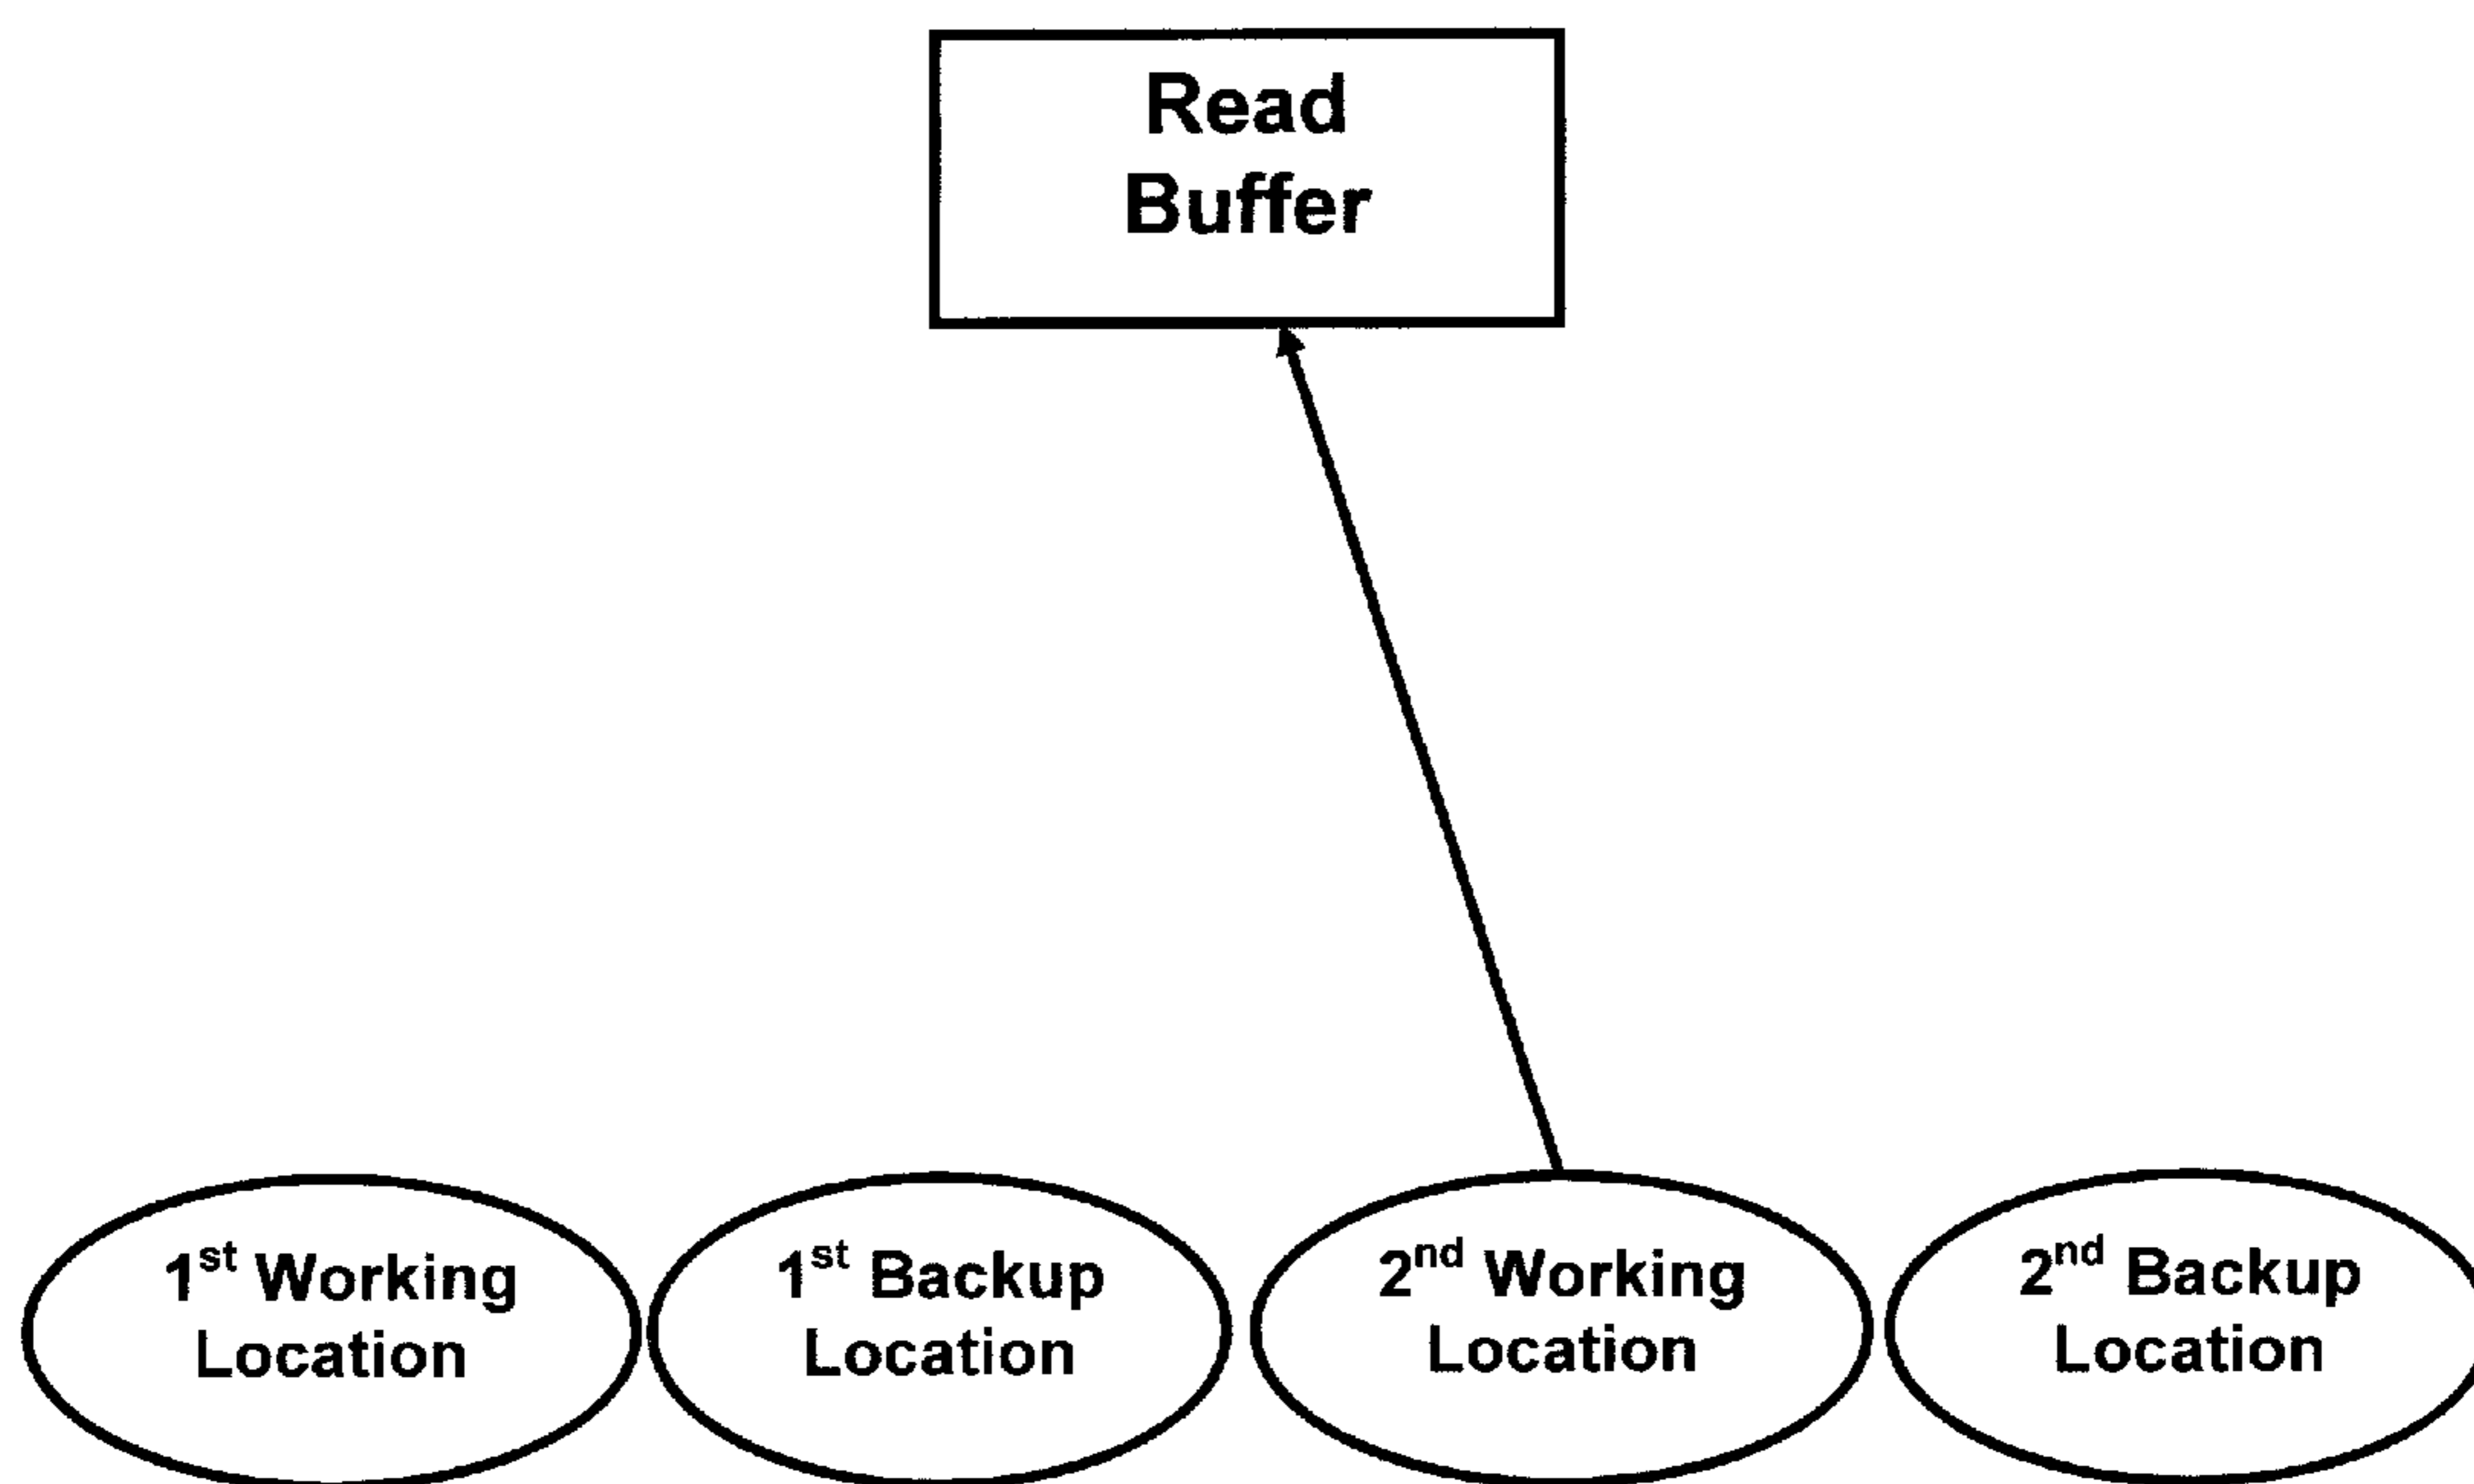 Read
Buffer
1st Working
Location
1st Backup
Location
2nd Working
Location
2nd Backup
Location